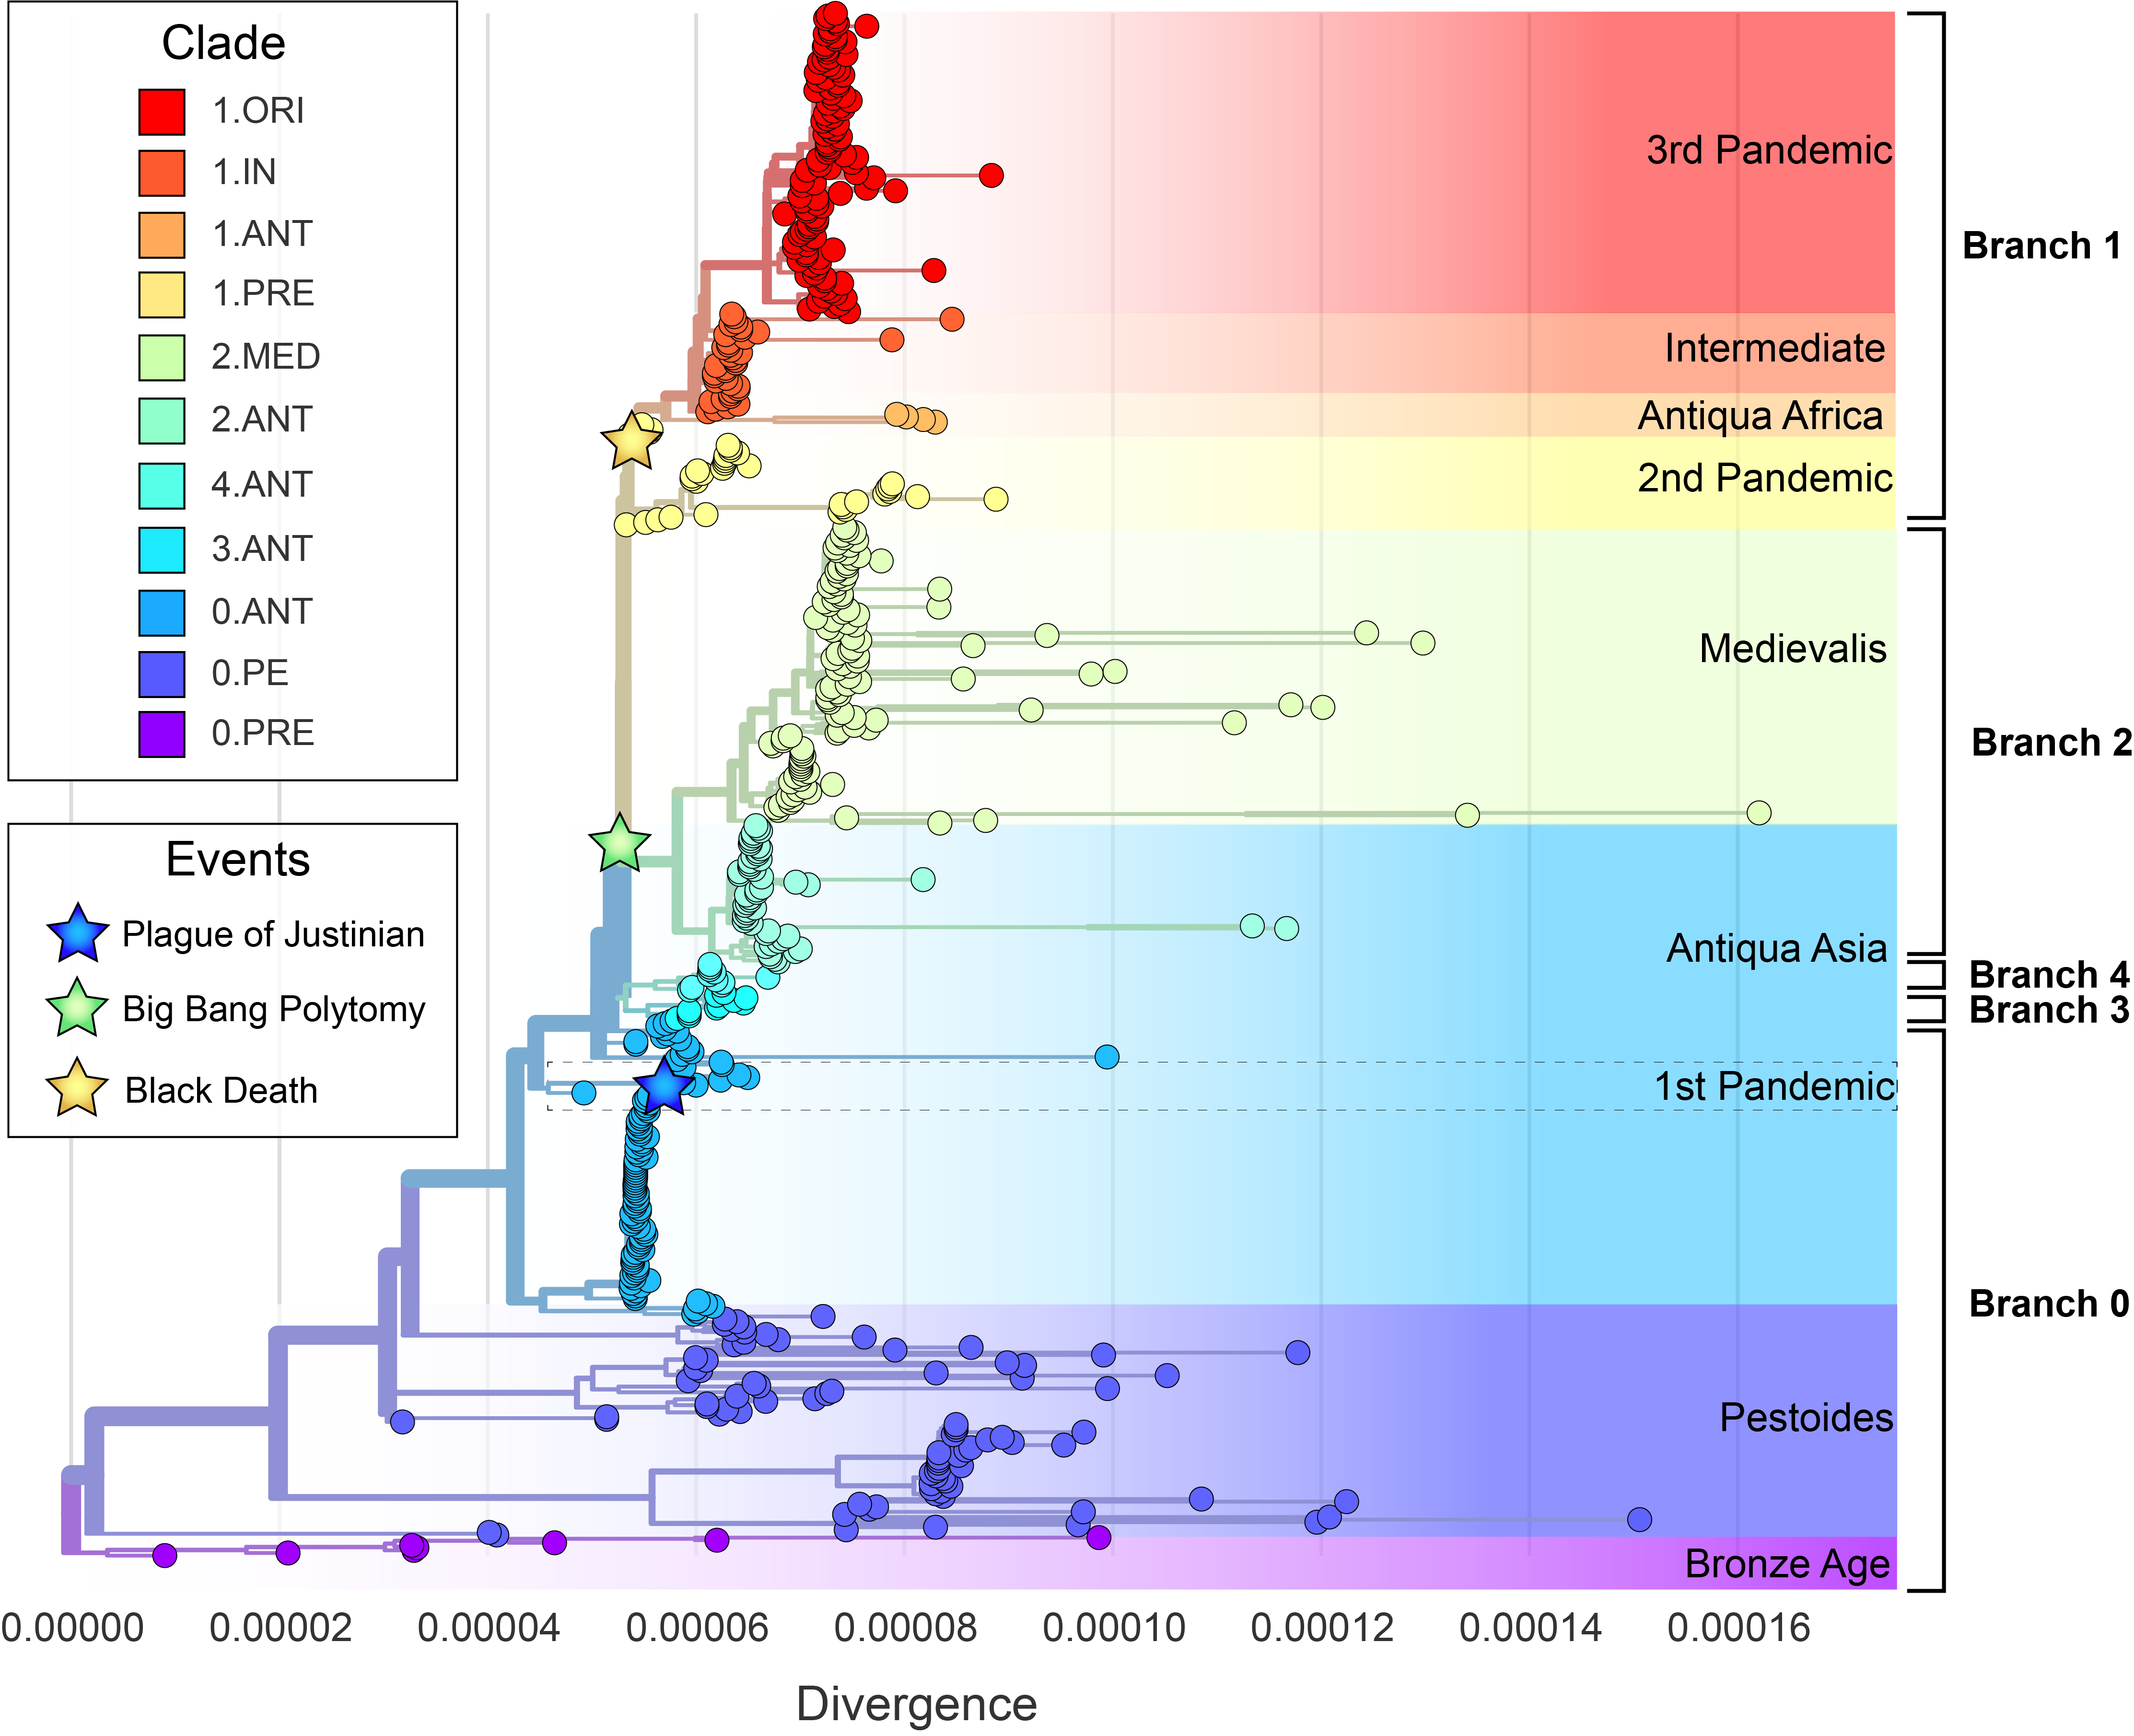 Clade
1.ORI
1.IN
1.ANT
1.PRE
2.MED
2.ANT
4.ANT
3.ANT
0.ANT
0.PE
0.PRE
Events
Plague of Justinian
Big Bang Polytomy
Black Death
3rd Pandemic
Intermediate
Antiqua Africa
2nd Pandemic
Medievalis
Antiqua Asia
1st Pandemic
Pestoides
Bronze Age
Branch 1
Branch 2
Branch 4
Branch 3
Branch 0
0.00000 0.00002 0.00004 0.00006 0.00008 0.00010 0.00012 0.00014 0.00016
Divergence